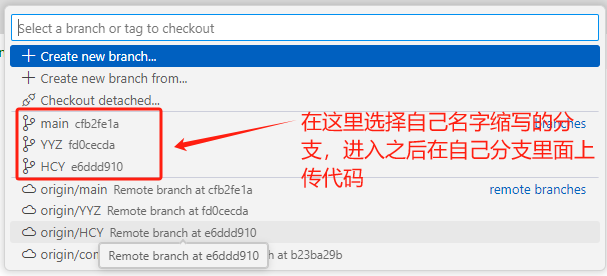 Select a branch or tag to checkout
+ Create new branch...
+ Create new branch from...
Checkout detached...
main cfb2fe1a
branches
YYZ fd0cecda
HCY e6ddd910
在这里选择自己名字缩写的分
支，进入之后在自己分支里面上
传代码
origin/main Remote branch at cfb2fe1a
remote branches
origin/YYZ Remote branch at fd0cecda
origin/HCY Remote branch at e6ddd910
origin/con
h at b23ba29b
Remote branch at e6ddd910